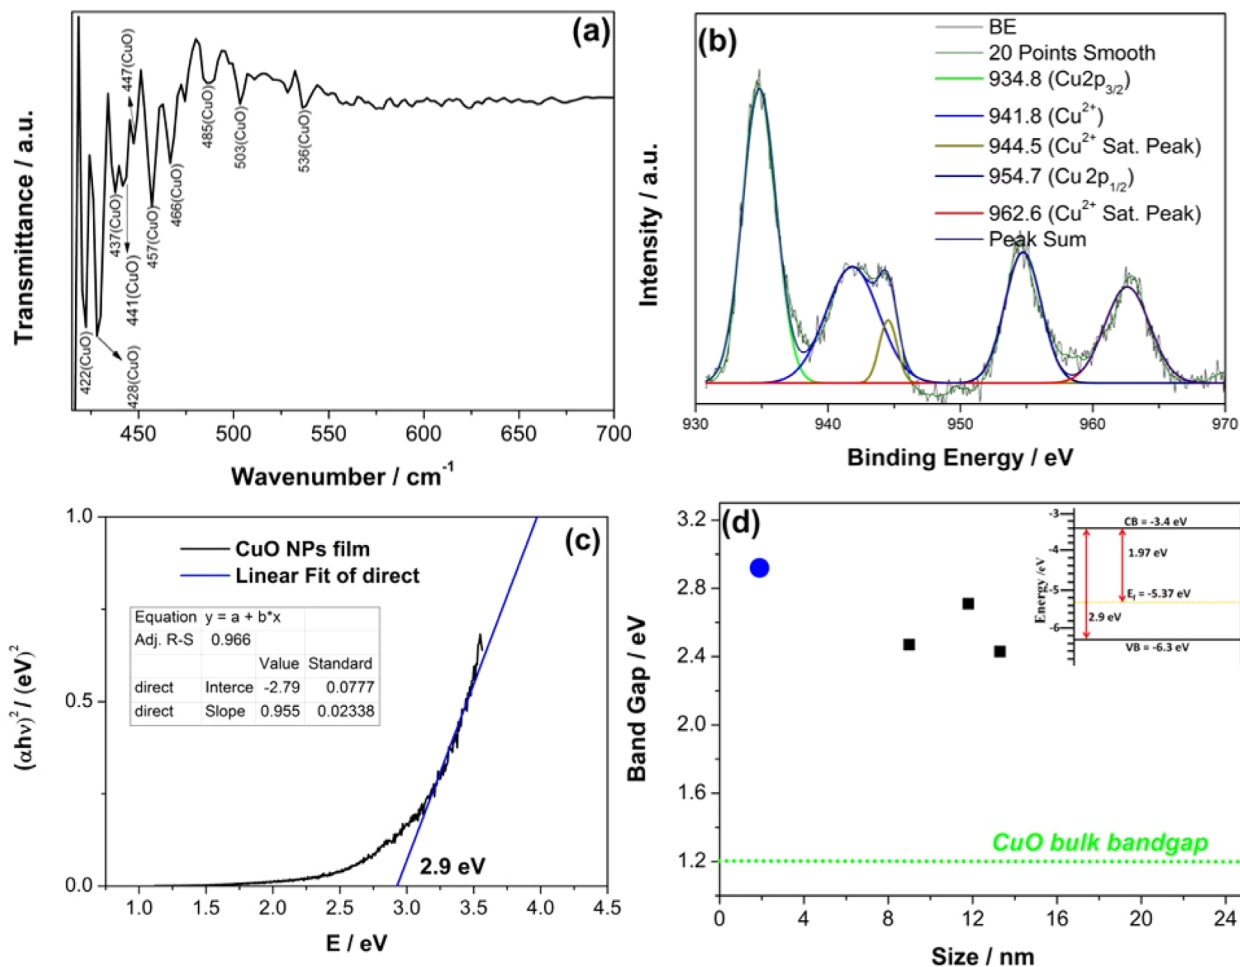 (a)
447(CuO)
485(CuO)
503(CuO)
536(CuO)
466(CuO)
457(CuO)
437(CuO)
441(CuO)
422(CuO)
428(CuO)
Transmittance / a.u.
450 500 550 600 650 700
Wavenumber / cm⁻¹
(b)
BE
20 Points Smooth
934.8 (Cu2p₃/₂)
941.8 (Cu²⁺)
944.5 (Cu²⁺ Sat. Peak)
954.7 (Cu 2p₁/₂)
962.6 (Cu²⁺ Sat. Peak)
Peak Sum
Intensity / a.u.
930 940 950 960 970
Binding Energy / eV
(c)
CuO NPs film
Linear Fit of direct
Equation y = a + b*x
Adj. R-S 0.966
Value Standard
direct Interce -2.79 0.0777
direct Slope 0.955 0.02338
2.9 eV
(αhν)² / (eV)²
1.0
0.5
0.0
1.0 1.5 2.0 2.5 3.0 3.5 4.0 4.5
E / eV
(d)
CB = -3.4 eV
1.97 eV
E_f = -5.37 eV
2.9 eV
VB = -6.3 eV
Energy /eV
-3
-4
-5
-6
CuO bulk bandgap
Band Gap / eV
3.2
2.8
2.4
2.0
1.6
1.2
0 4 8 12 16 20 24
Size / nm